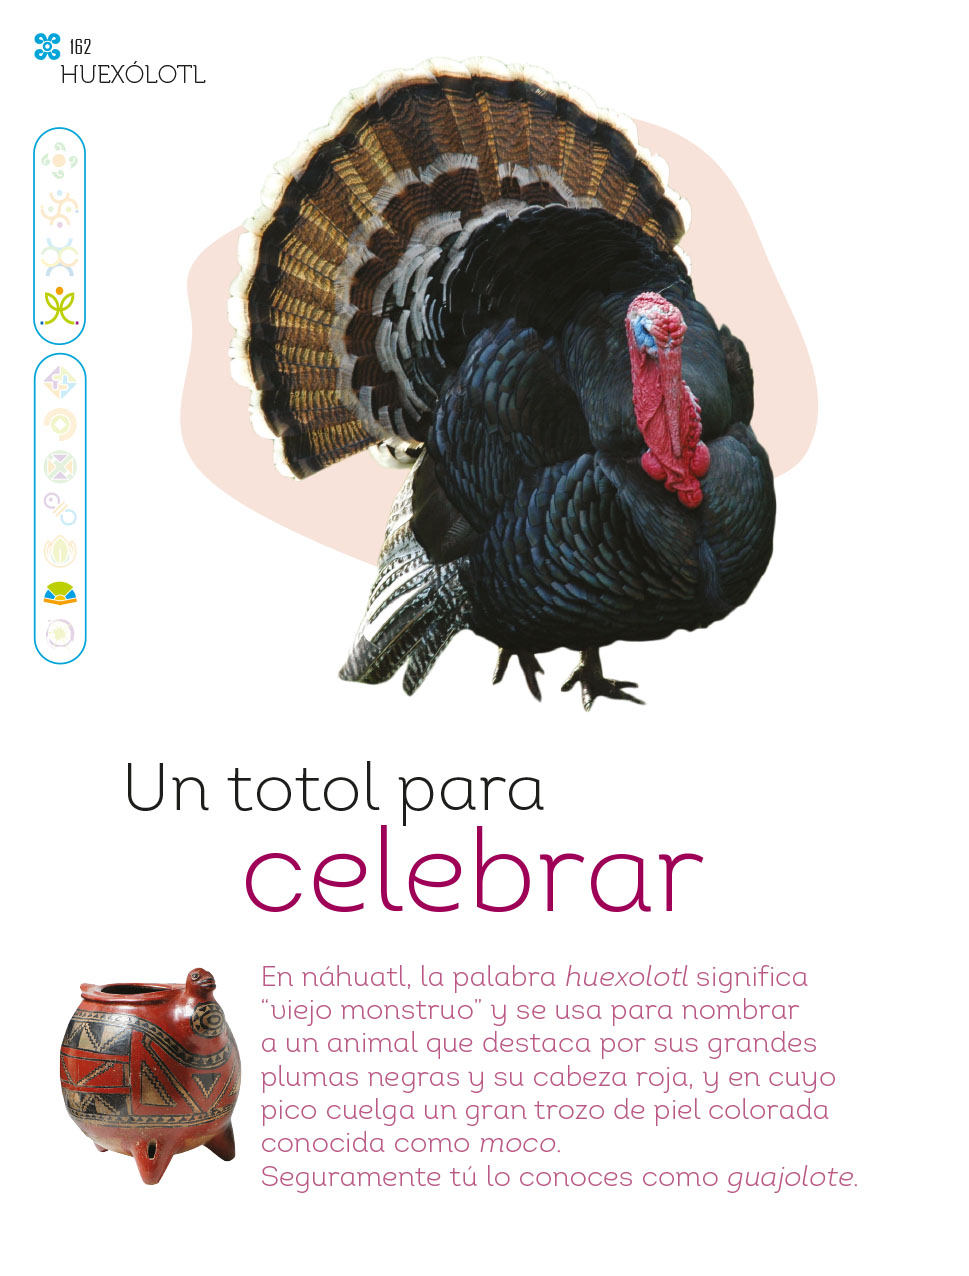 162
HUEXÓLOTL
Un totol para
celebrar
En náhuatl, la palabra huexolotl significa
“viejo monstruo” y se usa para nombrar
a un animal que destaca por sus grandes
plumas negras y su cabeza roja, y en cuyo
pico cuelga un gran trozo de piel colorada
conocida como moco.
Seguramente tú lo conoces como guajolote.